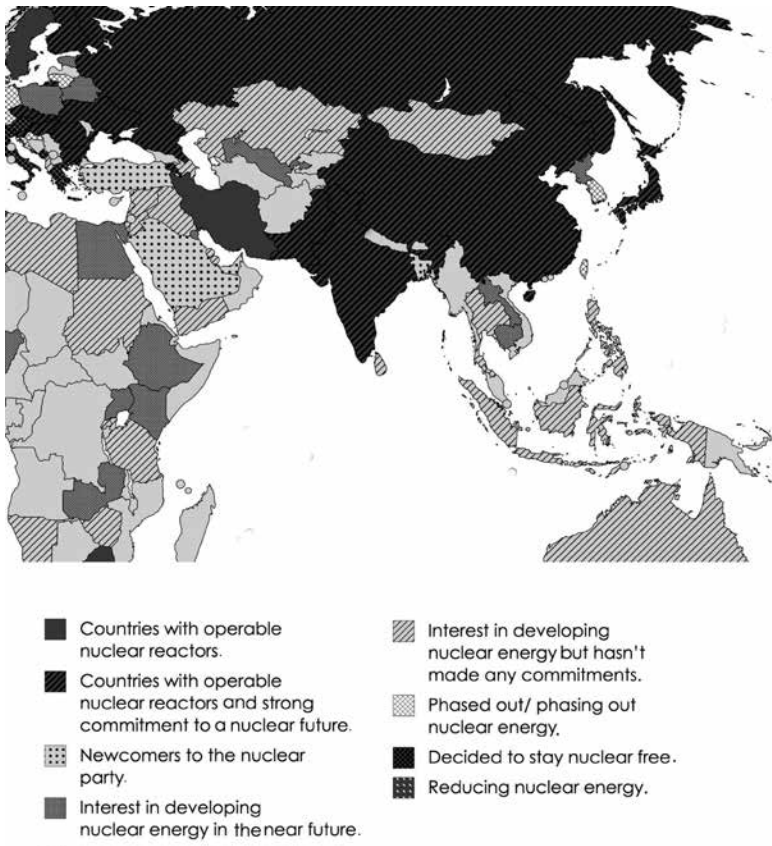 Countries with operable
nuclear reactors.
Countries with operable
nuclear reactors and strong
commitment to a nuclear future.
Newcomers to the nuclear
party.
Interest in developing
nuclear energy in the near future.
Interest in developing
nuclear energy but hasn't
made any commitments.
Phased out/ phasing out
nuclear energy.
Decided to stay nuclear free.
Reducing nuclear energy.